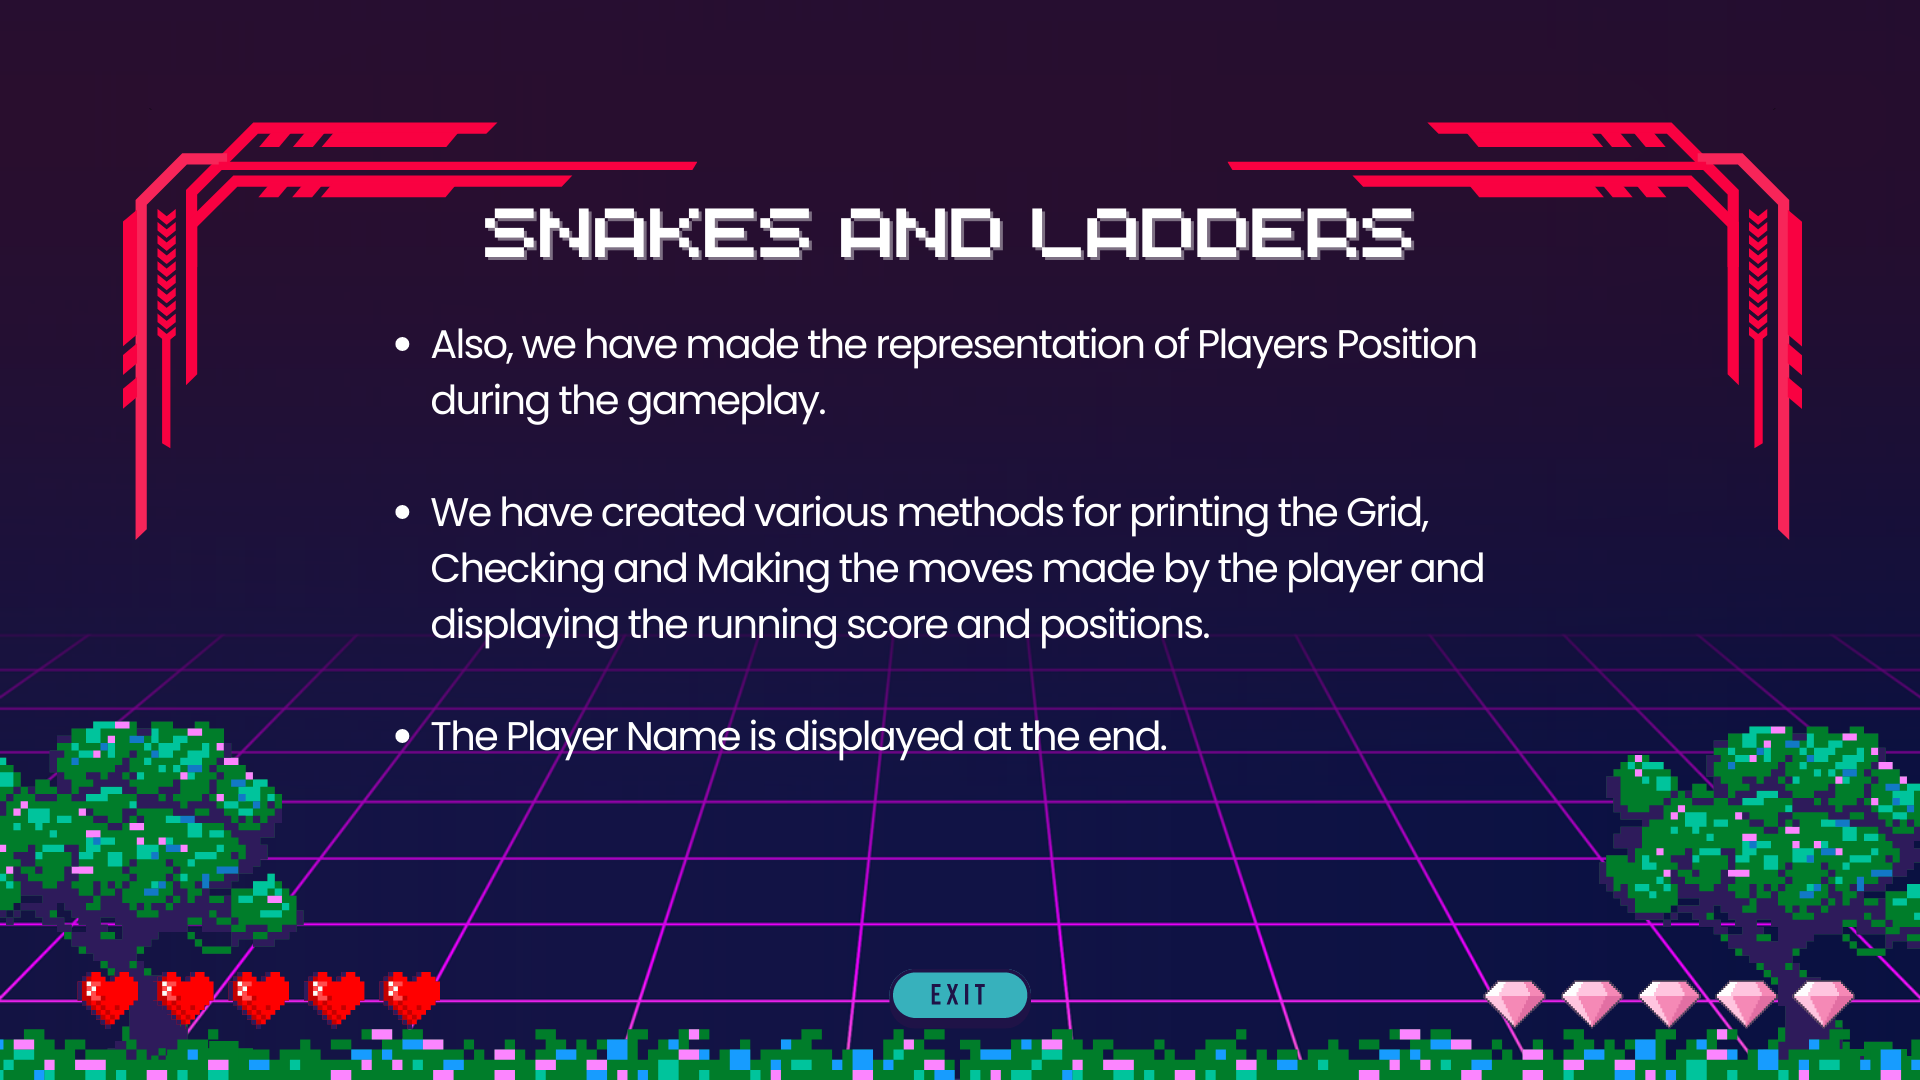 SNAKES AND LADDERS
• Also, we have made the representation of Players Position
during the gameplay.
• We have created various methods for printing the Grid,
Checking and Making the moves made by the player and
displaying the running score and positions.
• The Player Name is displayed at the end.
EXIT